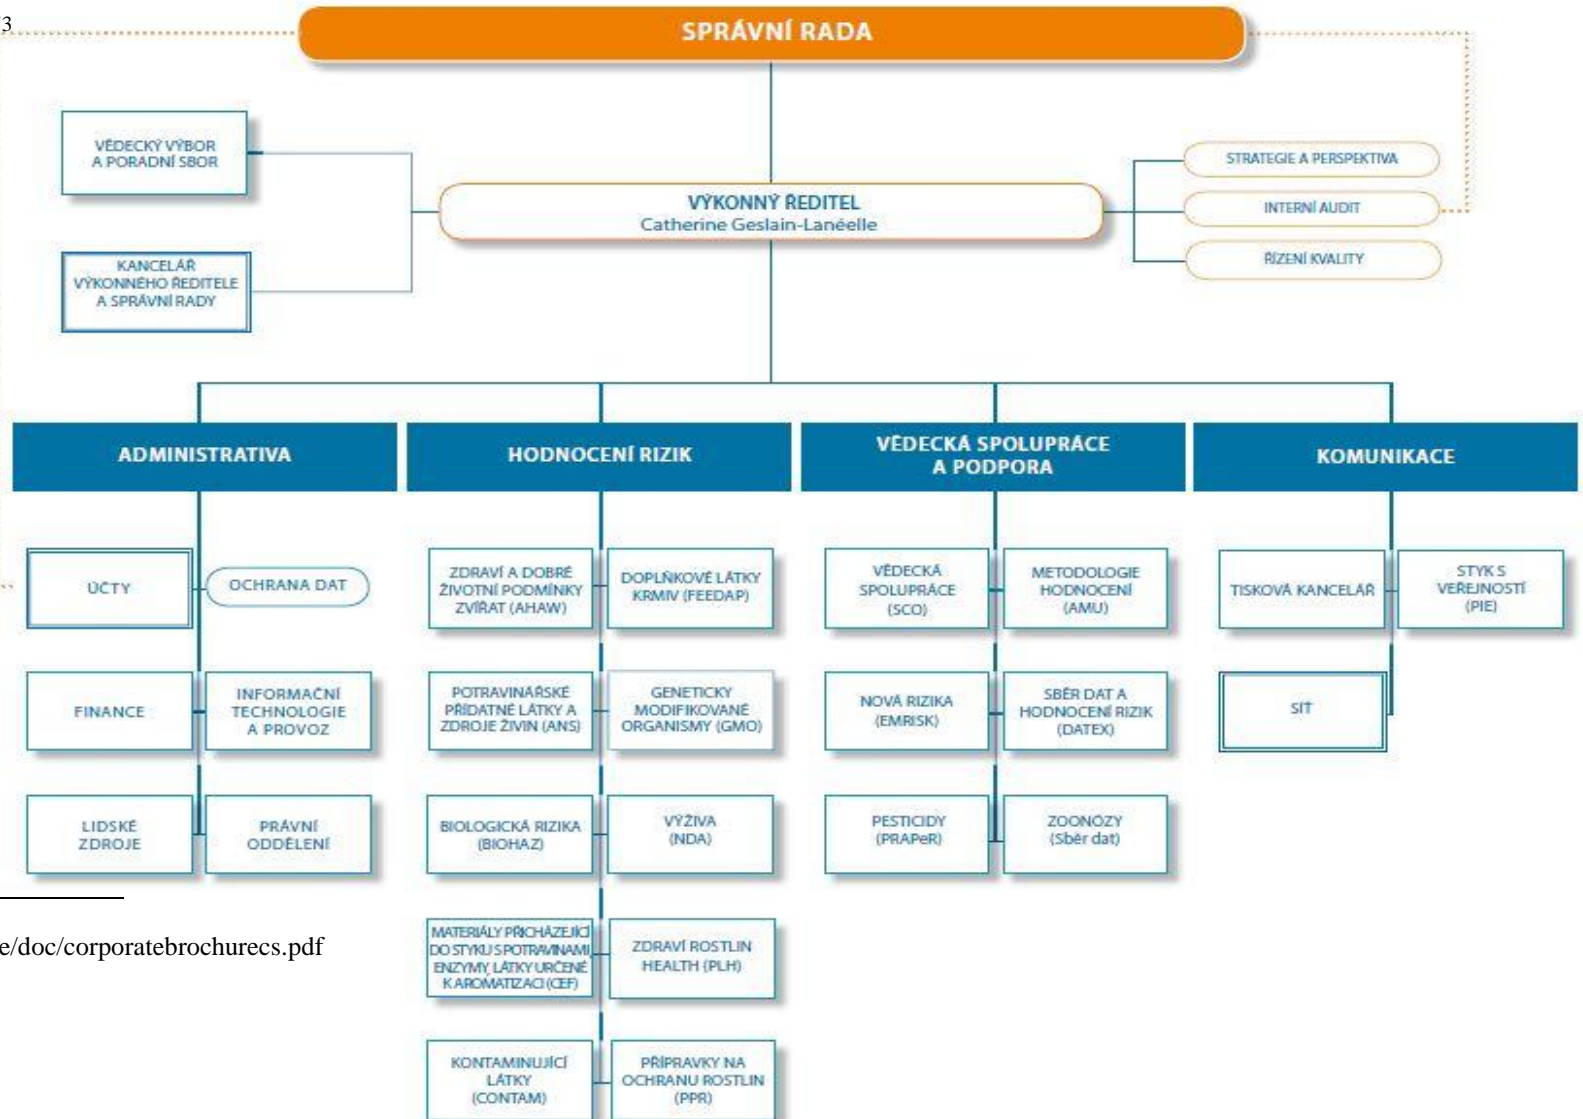 3
SPRÁVNÍ RADA
VĚDECKÝ VÝBOR
A PORADNÍ SBOR
STRATEGIE A PERSPEKTIVA
VÝKONNÝ ŘEDITEL
Catherine Geslain-Lanéelle
INTERNÍ AUDIT
KANCELÁŘ
VÝKONNÉHO ŘEDITELE
A SPRÁVNÍ RADY
ŘÍZENÍ KVALITY
ADMINISTRATIVA
HODNOCENÍ RIZIK
VĚDECKÁ SPOLUPRÁCE
A PODPORA
KOMUNIKACE
ÚČTY
OCHRANA DAT
FINANCE
INFORMAČNÍ
TECHNOLOGIE
A PROVOZ
LIDSKÉ
ZDROJE
PRÁVNÍ
ODDĚLENÍ
ZDRAVÍ A DOBRÉ
ŽIVOTNÍ PODMÍNKY
ZVÍŘAT (AHAW)
DOPLŇKOVÉ LÁTKY
KRMIV (FEEDAP)
POTRAVINÁŘSKÉ
PŘÍDATNÉ LÁTKY A
ZDROJE ŽIVIN (ANS)
GENETICKY
MODIFIKOVANÉ
ORGANISMY (GMO)
BIOLOGICKÁ RIZIKA
(BIOHAZ)
VÝŽIVA
(NDA)
MATERIÁLY PŘICHÁZEJÍCÍ
DO STYKU S POTRAVINAMI,
ENZYMY, LÁTKY URČENÉ
K AROMATIZACI (CEF)
ZDRAVÍ ROSTLIN
HEALTH (PLH)
KONTAMINUJÍCÍ
LÁTKY
(CONTAM)
PŘÍPRAVKY NA
OCHRANU ROSTLIN
(PPR)
VĚDECKÁ
SPOLUPRÁCE
(SCO)
METODOLOGIE
HODNOCENÍ
(AMU)
NOVÁ RIZIKA
(EMRISK)
SBĚR DAT A
HODNOCENÍ RIZIK
(DATEX)
PESTICIDY
(PRAPeR)
ZOONÓZY
(Sběr dat)
TISKOVÁ KANCELÁŘ
STYK S
VEŘEJNOSTÍ
(PIE)
SÍŤ
e/doc/corporatebrochurecs.pdf